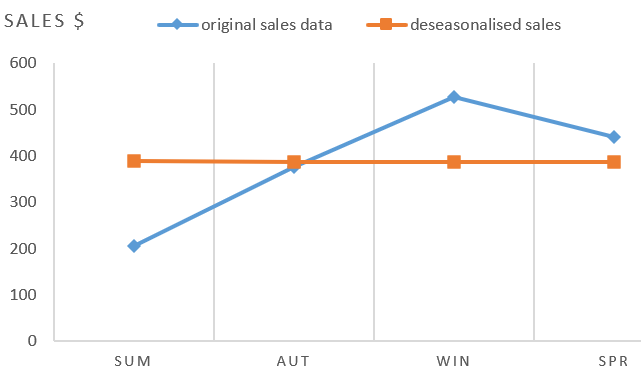 SALES $
original sales data
deseasonalised sales
600
500
400
300
200
100
0
SUM AUT WIN SPR